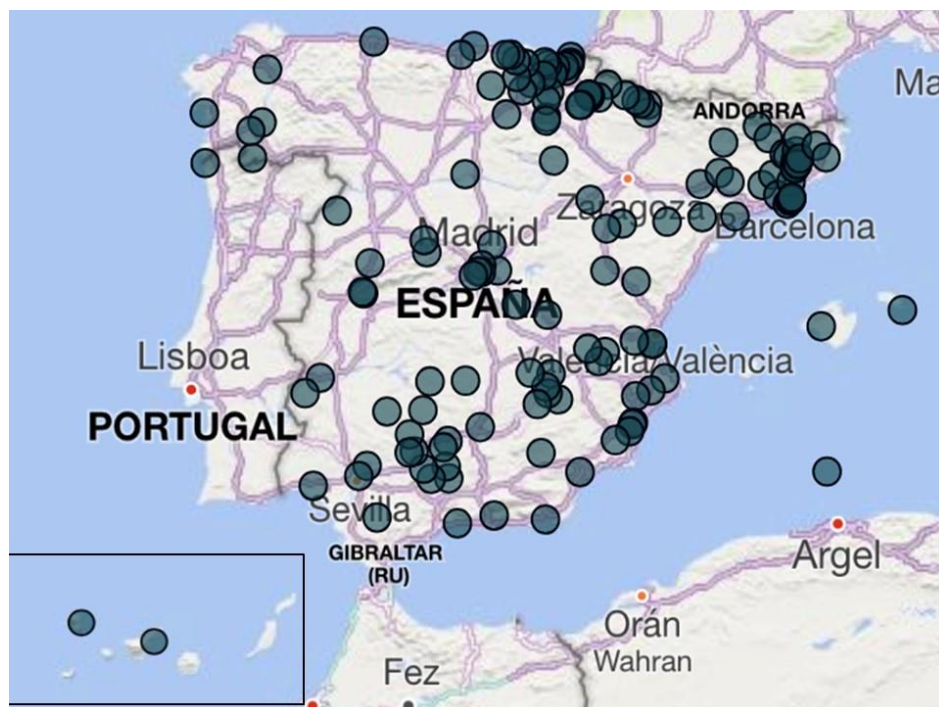 Ma
ANDORRA
Zaragoza
Barcelona
Madrid
ESPAÑA
Lisboa
Valencia/València
PORTUGAL
Sevilla
GIBRALTAR
(RU)
Argel
Orán
Wahran
Fez